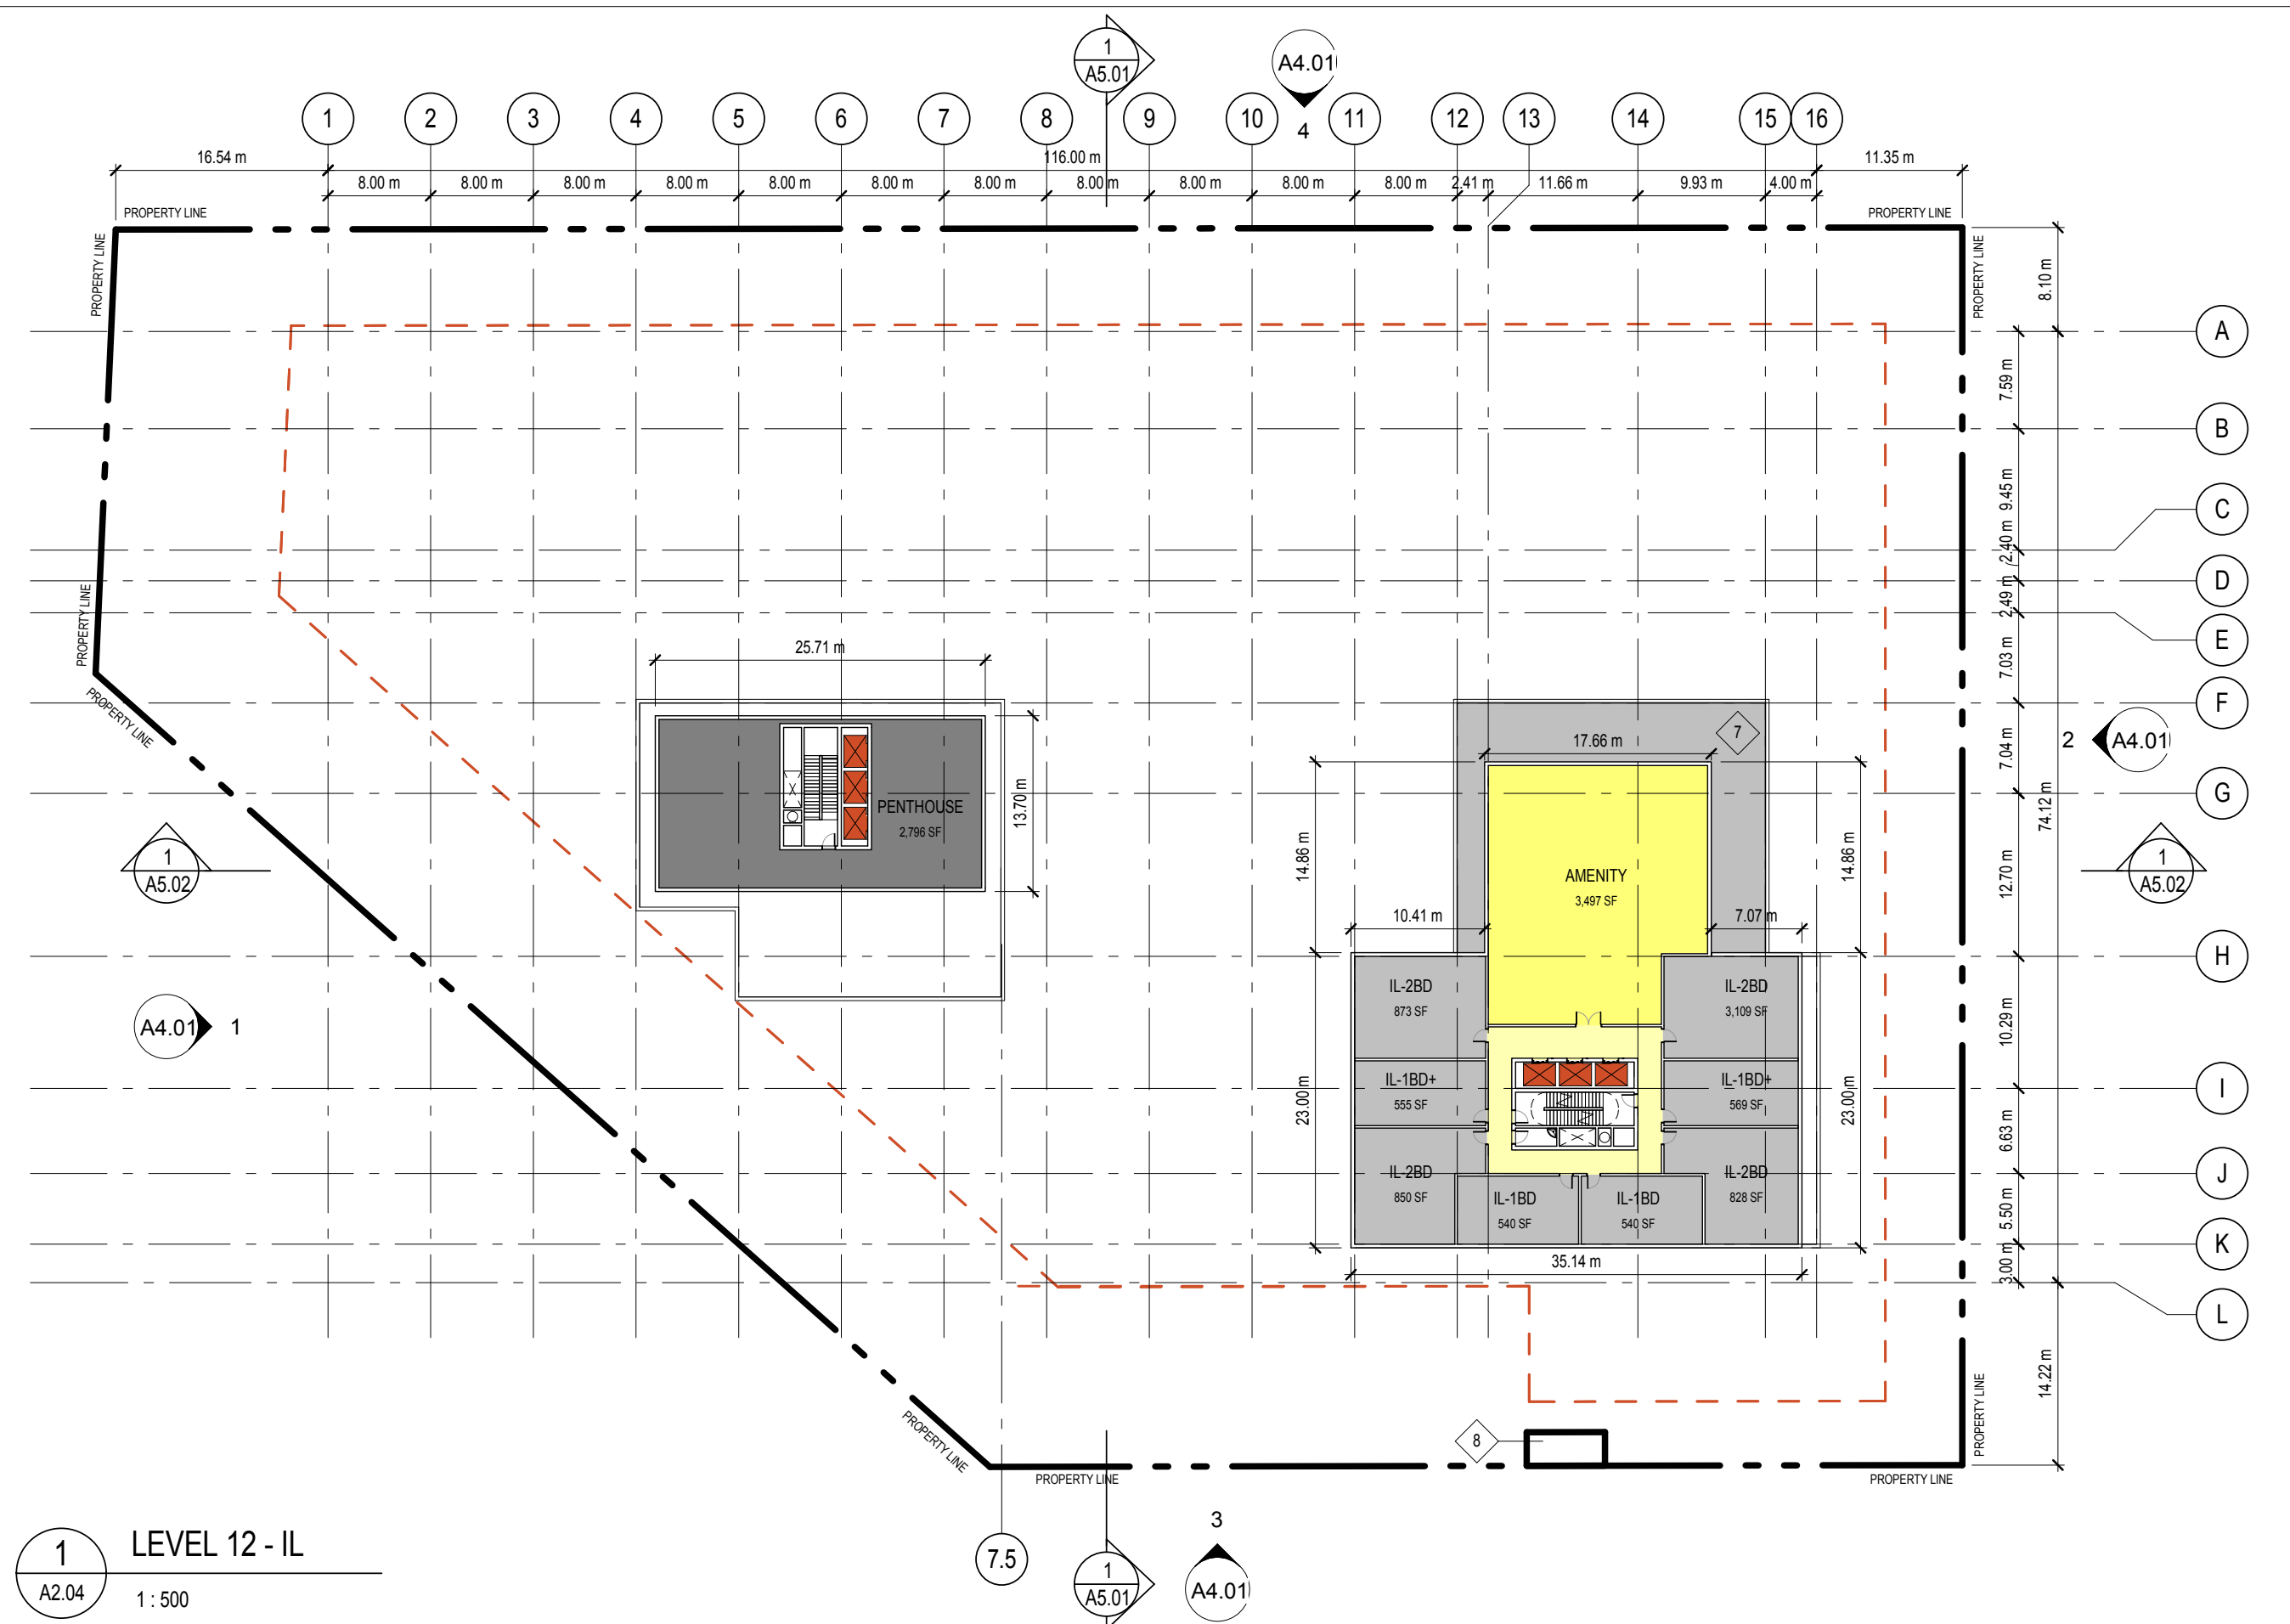 1
A5.01
A4.01
4
1
2
3
4
5
6
7
8
9
10
11
12
13
14
15
16
16.54 m
116.00 m
11.35 m
8.00 m
8.00 m
8.00 m
8.00 m
8.00 m
8.00 m
8.00 m
8.00 m
8.00 m
8.00 m
8.00 m
2.41 m
11.66 m
9.93 m
4.00 m
PROPERTY LINE
PROPERTY LINE
PROPERTY LINE
PROPERTY LINE
8.10 m
A
7.59 m
B
9.45 m
C
2.40 m
D
2.49 m
E
PROPERTY LINE
7.03 m
25.71 m
F
PROPERTY LINE
7
17.66 m
7.04 m
2
A4.01
G
74.12 m
PENTHOUSE
2,796 SF
13.70 m
14.86 m
14.86 m
12.70 m
1
A5.02
1
A5.02
AMENITY
3,497 SF
10.41 m
7.07 m
H
IL-2BD
873 SF
IL-2BD
3,109 SF
A4.01
1
10.29 m
IL-1BD+
555 SF
IL-1BD+
569 SF
I
23.00 m
23.00 m
6.63 m
IL-2BD
850 SF
IL-2BD
828 SF
J
IL-1BD
540 SF
IL-1BD
540 SF
5.50 m
K
35.14 m
3.00 m
L
14.22 m
PROPERTY LINE
PROPERTY LINE
8
PROPERTY LINE
PROPERTY LINE
3
7.5
1
A5.01
A4.01
1
A2.04
LEVEL 12 - IL
1 : 500